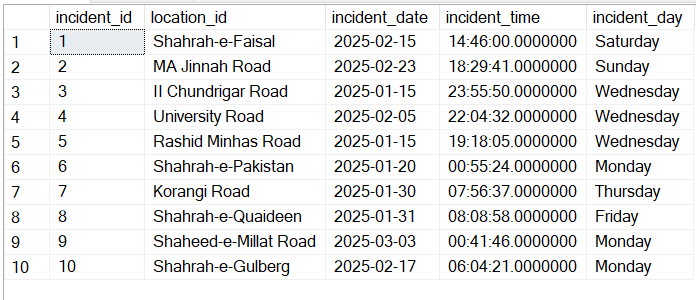 incident_id location_id incident_date incident_time incident_day
1 1 Shahrah-e-Faisal 2025-02-15 14:46:00.0000000 Saturday
2 2 MA Jinnah Road 2025-02-23 18:29:41.0000000 Sunday
3 3 II Chundrigar Road 2025-01-15 23:55:50.0000000 Wednesday
4 4 University Road 2025-02-05 22:04:32.0000000 Wednesday
5 5 Rashid Minhas Road 2025-01-15 19:18:05.0000000 Wednesday
6 6 Shahrah-e-Pakistan 2025-01-20 00:55:24.0000000 Monday
7 7 Korangi Road 2025-01-30 07:56:37.0000000 Thursday
8 8 Shahrah-e-Quaideen 2025-01-31 08:08:58.0000000 Friday
9 9 Shaheed-e-Millat Road 2025-03-03 00:41:46.0000000 Monday
10 10 Shahrah-e-Gulberg 2025-02-17 06:04:21.0000000 Monday